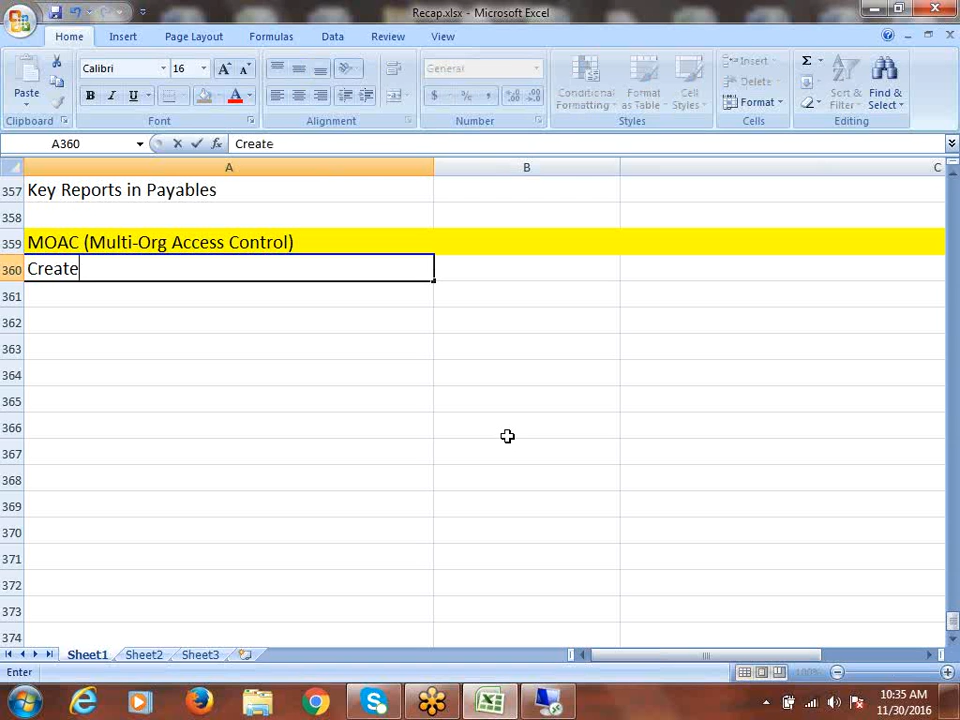 Recap.xlsx - Microsoft Excel
Home Insert Page Layout Formulas Data Review View
Paste
Clipboard
Calibri 16
B I U A
Font
Alignment
General
$ % ,
Number
Conditional Formatting
Format as Table
Cell Styles
Styles
Insert
Delete
Format
Cells
Sort & Filter
Find & Select
Editing
A360 fx Create
A B C
357 Key Reports in Payables
358
359 MOAC (Multi-Org Access Control)
360 Create
361
362
363
364
365
366
367
368
369
370
371
372
373
374
Sheet1 Sheet2 Sheet3
Enter 100%
10:35 AM
11/30/2016